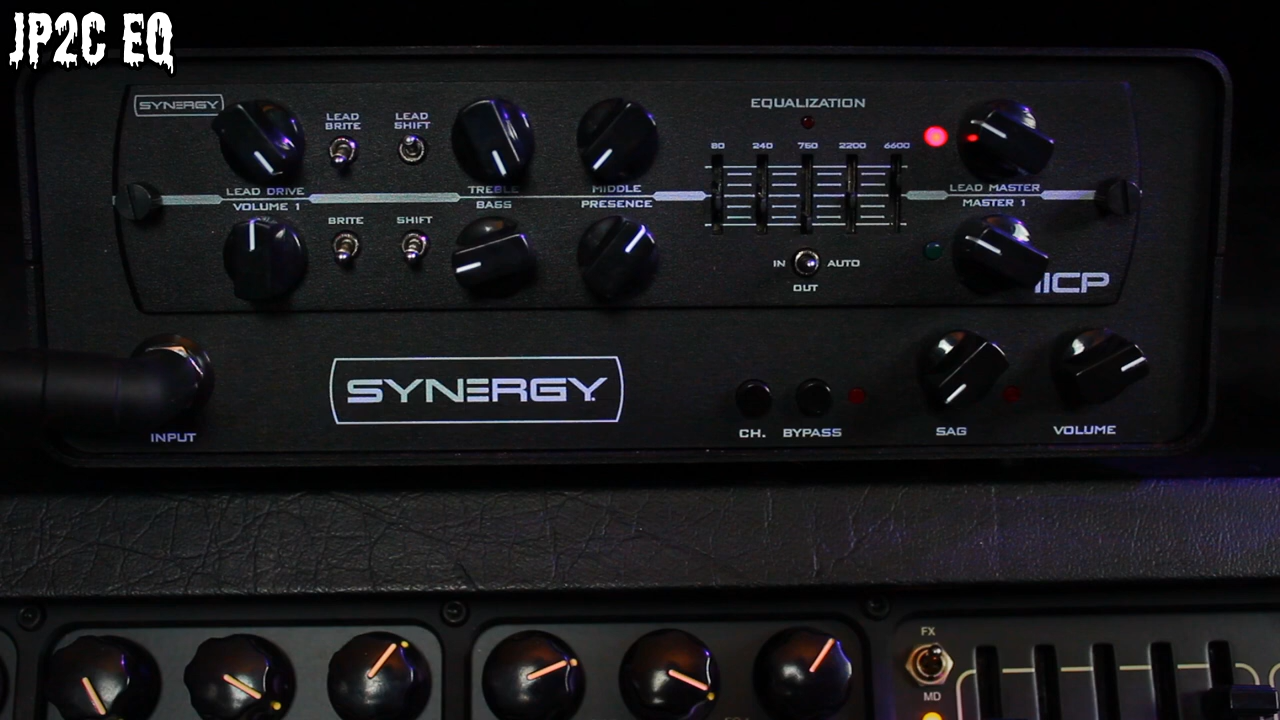 JP2C EQ
SYNERGY
LEAD BRITE
LEAD SHIFT
EQUALIZATION
80 240 750 2200 6600
LEAD DRIVE
VOLUME 1
TREBLE
BASS
MIDDLE
PRESENCE
LEAD MASTER
MASTER 1
BRITE
SHIFT
IN
AUTO
OUT
IICP
SYNERGY
INPUT
CH.
BYPASS
SAG
VOLUME
FX
MD